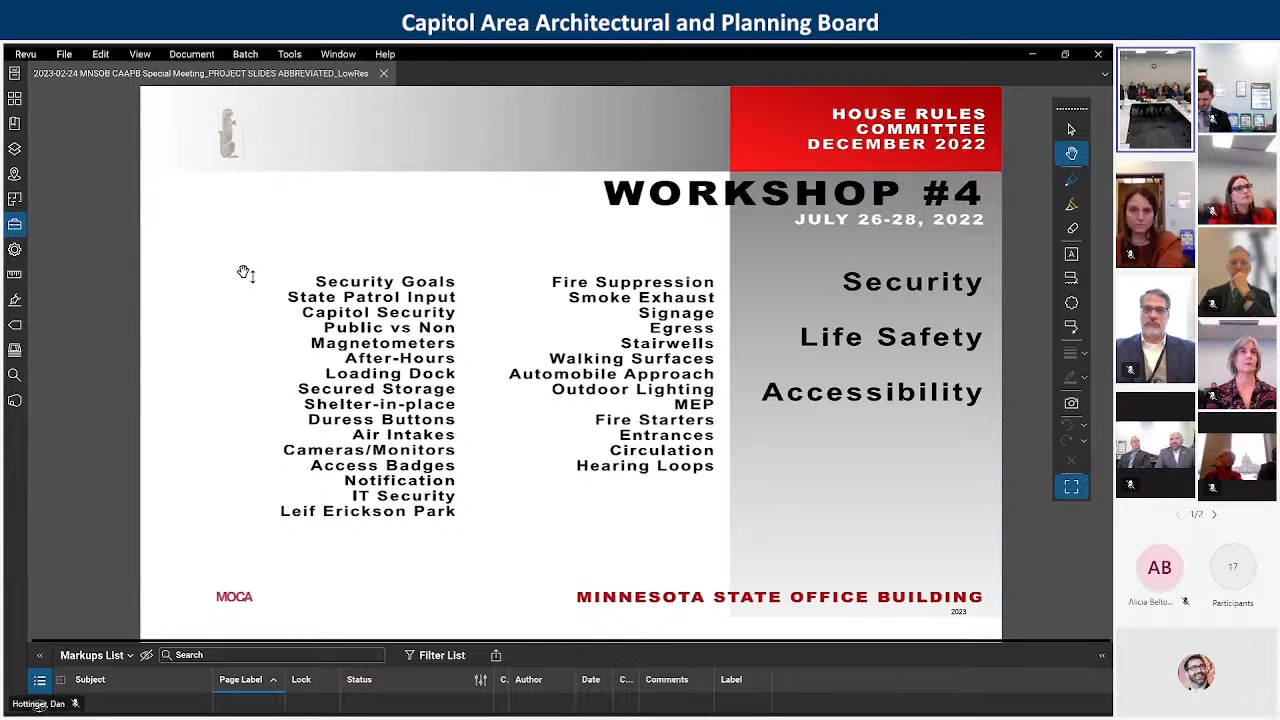 Capitol Area Architectural and Planning Board
Revu File Edit View Document Batch Tools Window Help
2023-02-24 MNSOB CAAPB Special Meeting_PROJECT SLIDES ABBREVIATED_LowRes
HOUSE RULES
COMMITTEE
DECEMBER 2022
WORKSHOP #4
JULY 26-28, 2022
Security Goals
State Patrol Input
Capitol Security
Public vs Non
Magnetometers
After-Hours
Loading Dock
Secured Storage
Shelter-in-place
Duress Buttons
Air Intakes
Cameras/Monitors
Access Badges
Notification
IT Security
Leif Erickson Park
Fire Suppression
Smoke Exhaust
Signage
Egress
Stairwells
Walking Surfaces
Automobile Approach
Outdoor Lighting
MEP
Fire Starters
Entrances
Circulation
Hearing Loops
Security
Life Safety
Accessibility
MOCA
MINNESOTA STATE OFFICE BUILDING
2023
Markups List Search Filter List
Subject Page Label Lock Status C. Author Date C... Comments Label
Hottinger, Dan
1/2
AB
17
Alicia Belto...
Participants